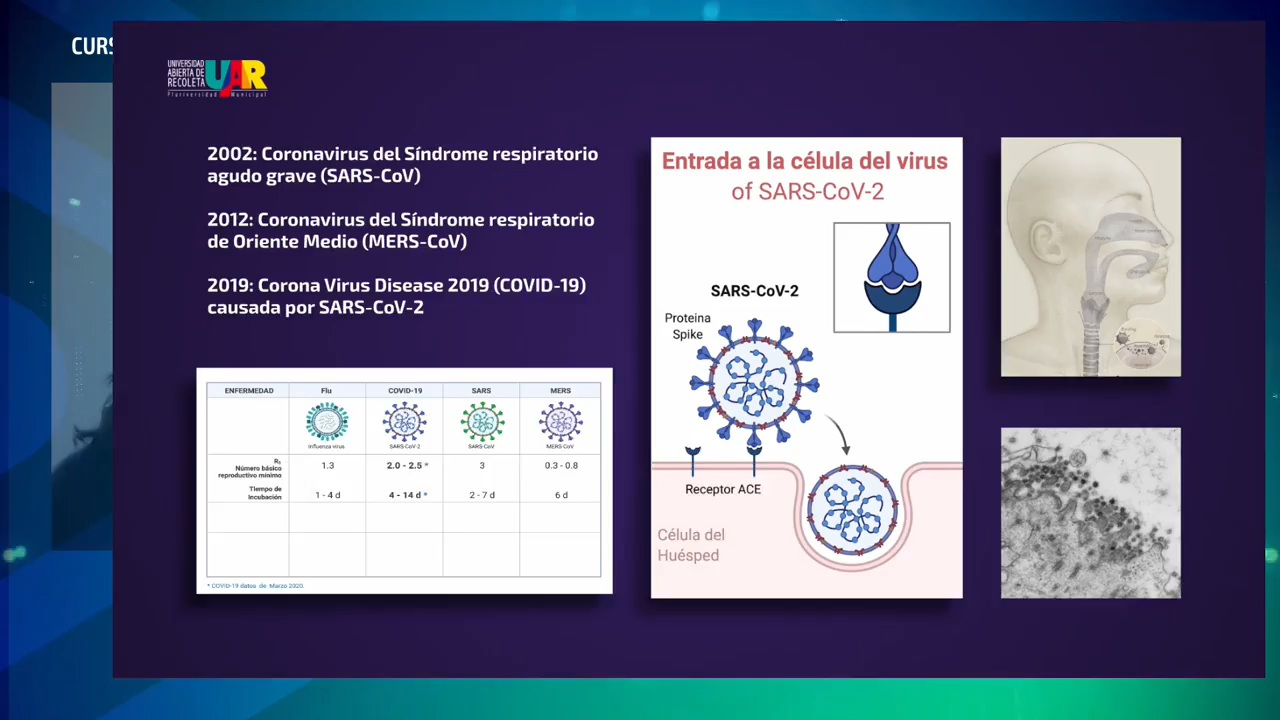 CURS
UNIVERSIDAD
ABIERTA DE
RECOLETA
UAR
Pluriversidad Municipal
2002: Coronavirus del Síndrome respiratorio
agudo grave (SARS-CoV)
2012: Coronavirus del Síndrome respiratorio
de Oriente Medio (MERS-CoV)
2019: Corona Virus Disease 2019 (COVID-19)
causada por SARS-CoV-2
ENFERMEDAD Flu COVID-19 SARS MERS
Influenza virus SARS-CoV-2 SARS-CoV MERS-CoV
R₀
Número básico
reproductivo mínimo
1.3 2.0 - 2.5 * 3 0.3 - 0.8
Tiempo de
Incubación
1 - 4 d 4 - 14 d * 2 - 7 d 6 d
* COVID-19 datos de Marzo 2020.
Entrada a la célula del virus
of SARS-CoV-2
SARS-CoV-2
Proteina
Spike
Receptor ACE
Célula del
Huésped